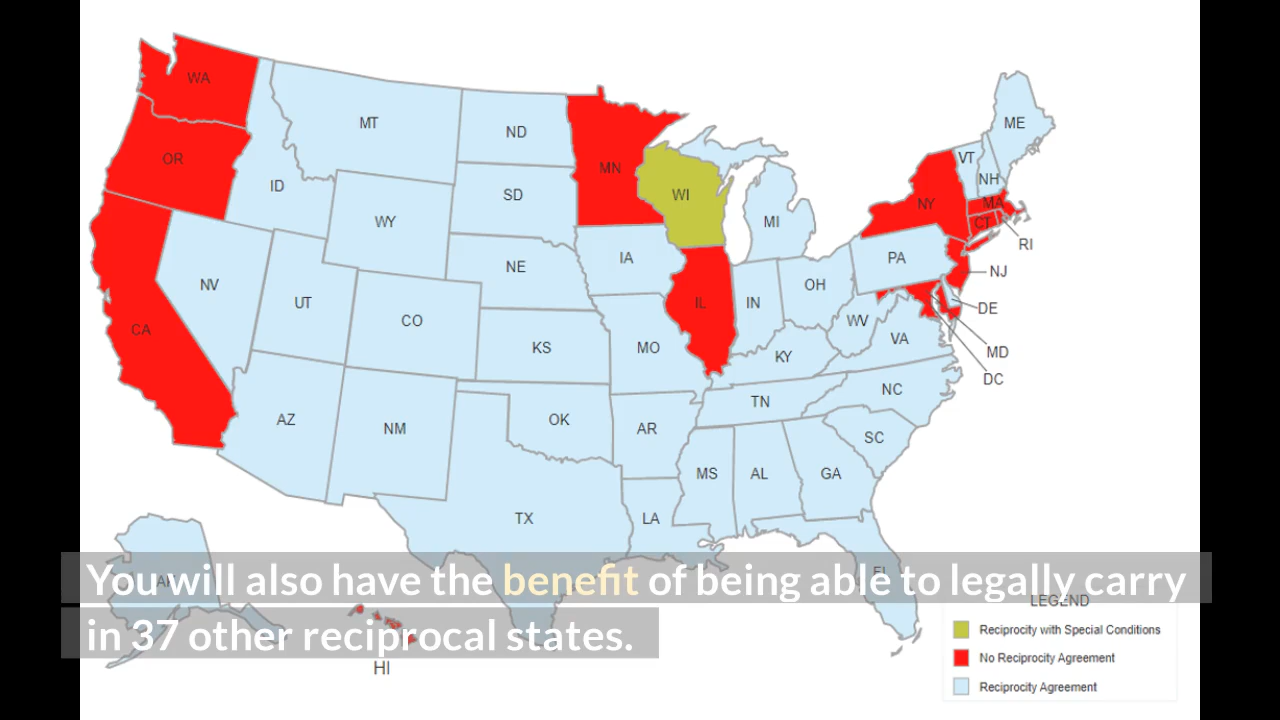 WA
MT
ND
ME
OR
MN
VT
ID
SD
WI
NH
WY
MI
NY
MA
CT
RI
IA
PA
NE
NJ
NV
UT
IL
IN
OH
DE
CO
WV
VA
CA
KS
MO
KY
MD
DC
TN
NC
AZ
NM
OK
AR
SC
MS
AL
GA
TX
LA
AK
FL
You will also have the benefit of being able to legally carry
in 37 other reciprocal states.
HI
LEGEND
Reciprocity with Special Conditions
No Reciprocity Agreement
Reciprocity Agreement